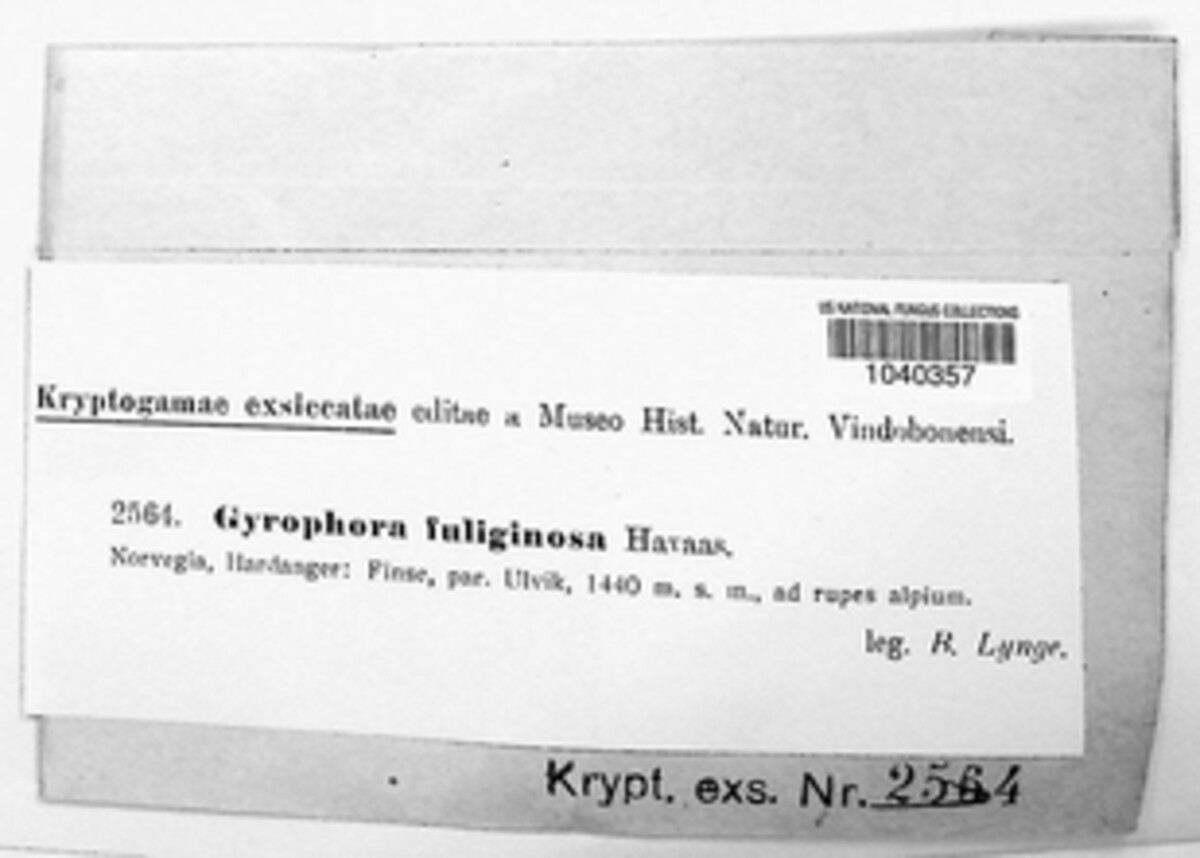 US NATIONAL FUNGUS COLLECTIONS
1040357
Kryptogamae exsiccatae editae a Museo Hist. Natur. Vindobonensi.
2564. Gyrophora fuliginosa Havaas.
Norvegia, Hardanger: Finse, par. Ulvik, 1440 m. s. m., ad rupes alpium.
leg. B. Lynge.
Krypt. exs. Nr. 2564